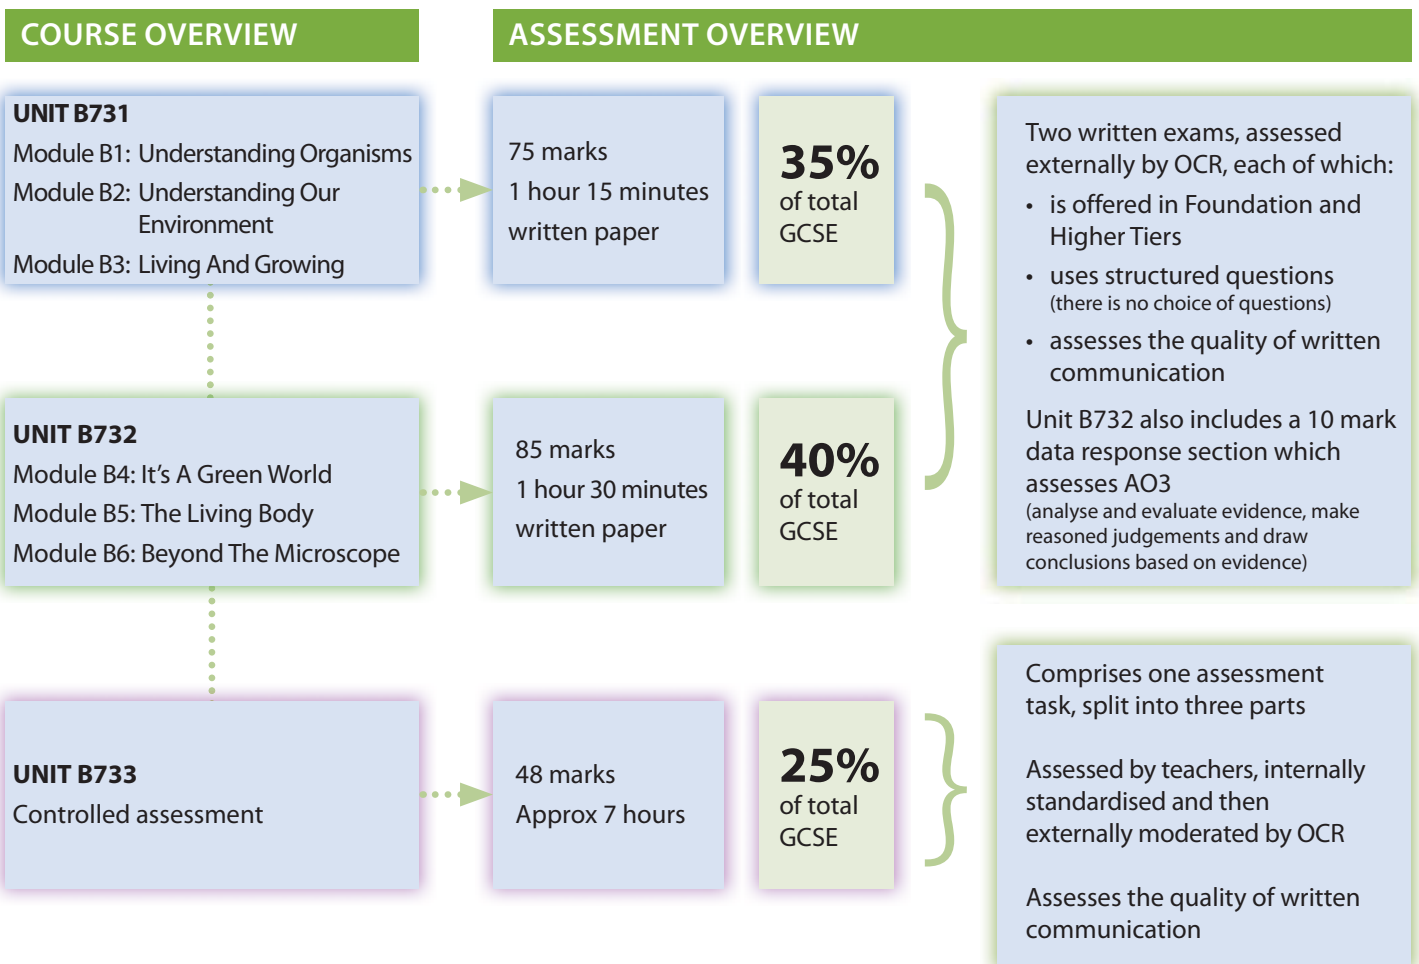 COURSE OVERVIEW
ASSESSMENT OVERVIEW
UNIT B731
Module B1: Understanding Organisms
Module B2: Understanding Our
Environment
Module B3: Living And Growing
75 marks
1 hour 15 minutes
written paper
35%
of total
GCSE
Two written exams, assessed
externally by OCR, each of which:
• is offered in Foundation and
Higher Tiers
• uses structured questions
(there is no choice of questions)
• assesses the quality of written
communication
Unit B732 also includes a 10 mark
data response section which
assesses AO3
(analyse and evaluate evidence, make
reasoned judgements and draw
conclusions based on evidence)
UNIT B732
Module B4: It's A Green World
Module B5: The Living Body
Module B6: Beyond The Microscope
85 marks
1 hour 30 minutes
written paper
40%
of total
GCSE
UNIT B733
Controlled assessment
48 marks
Approx 7 hours
25%
of total
GCSE
Comprises one assessment
task, split into three parts
Assessed by teachers, internally
standardised and then
externally moderated by OCR
Assesses the quality of written
communication